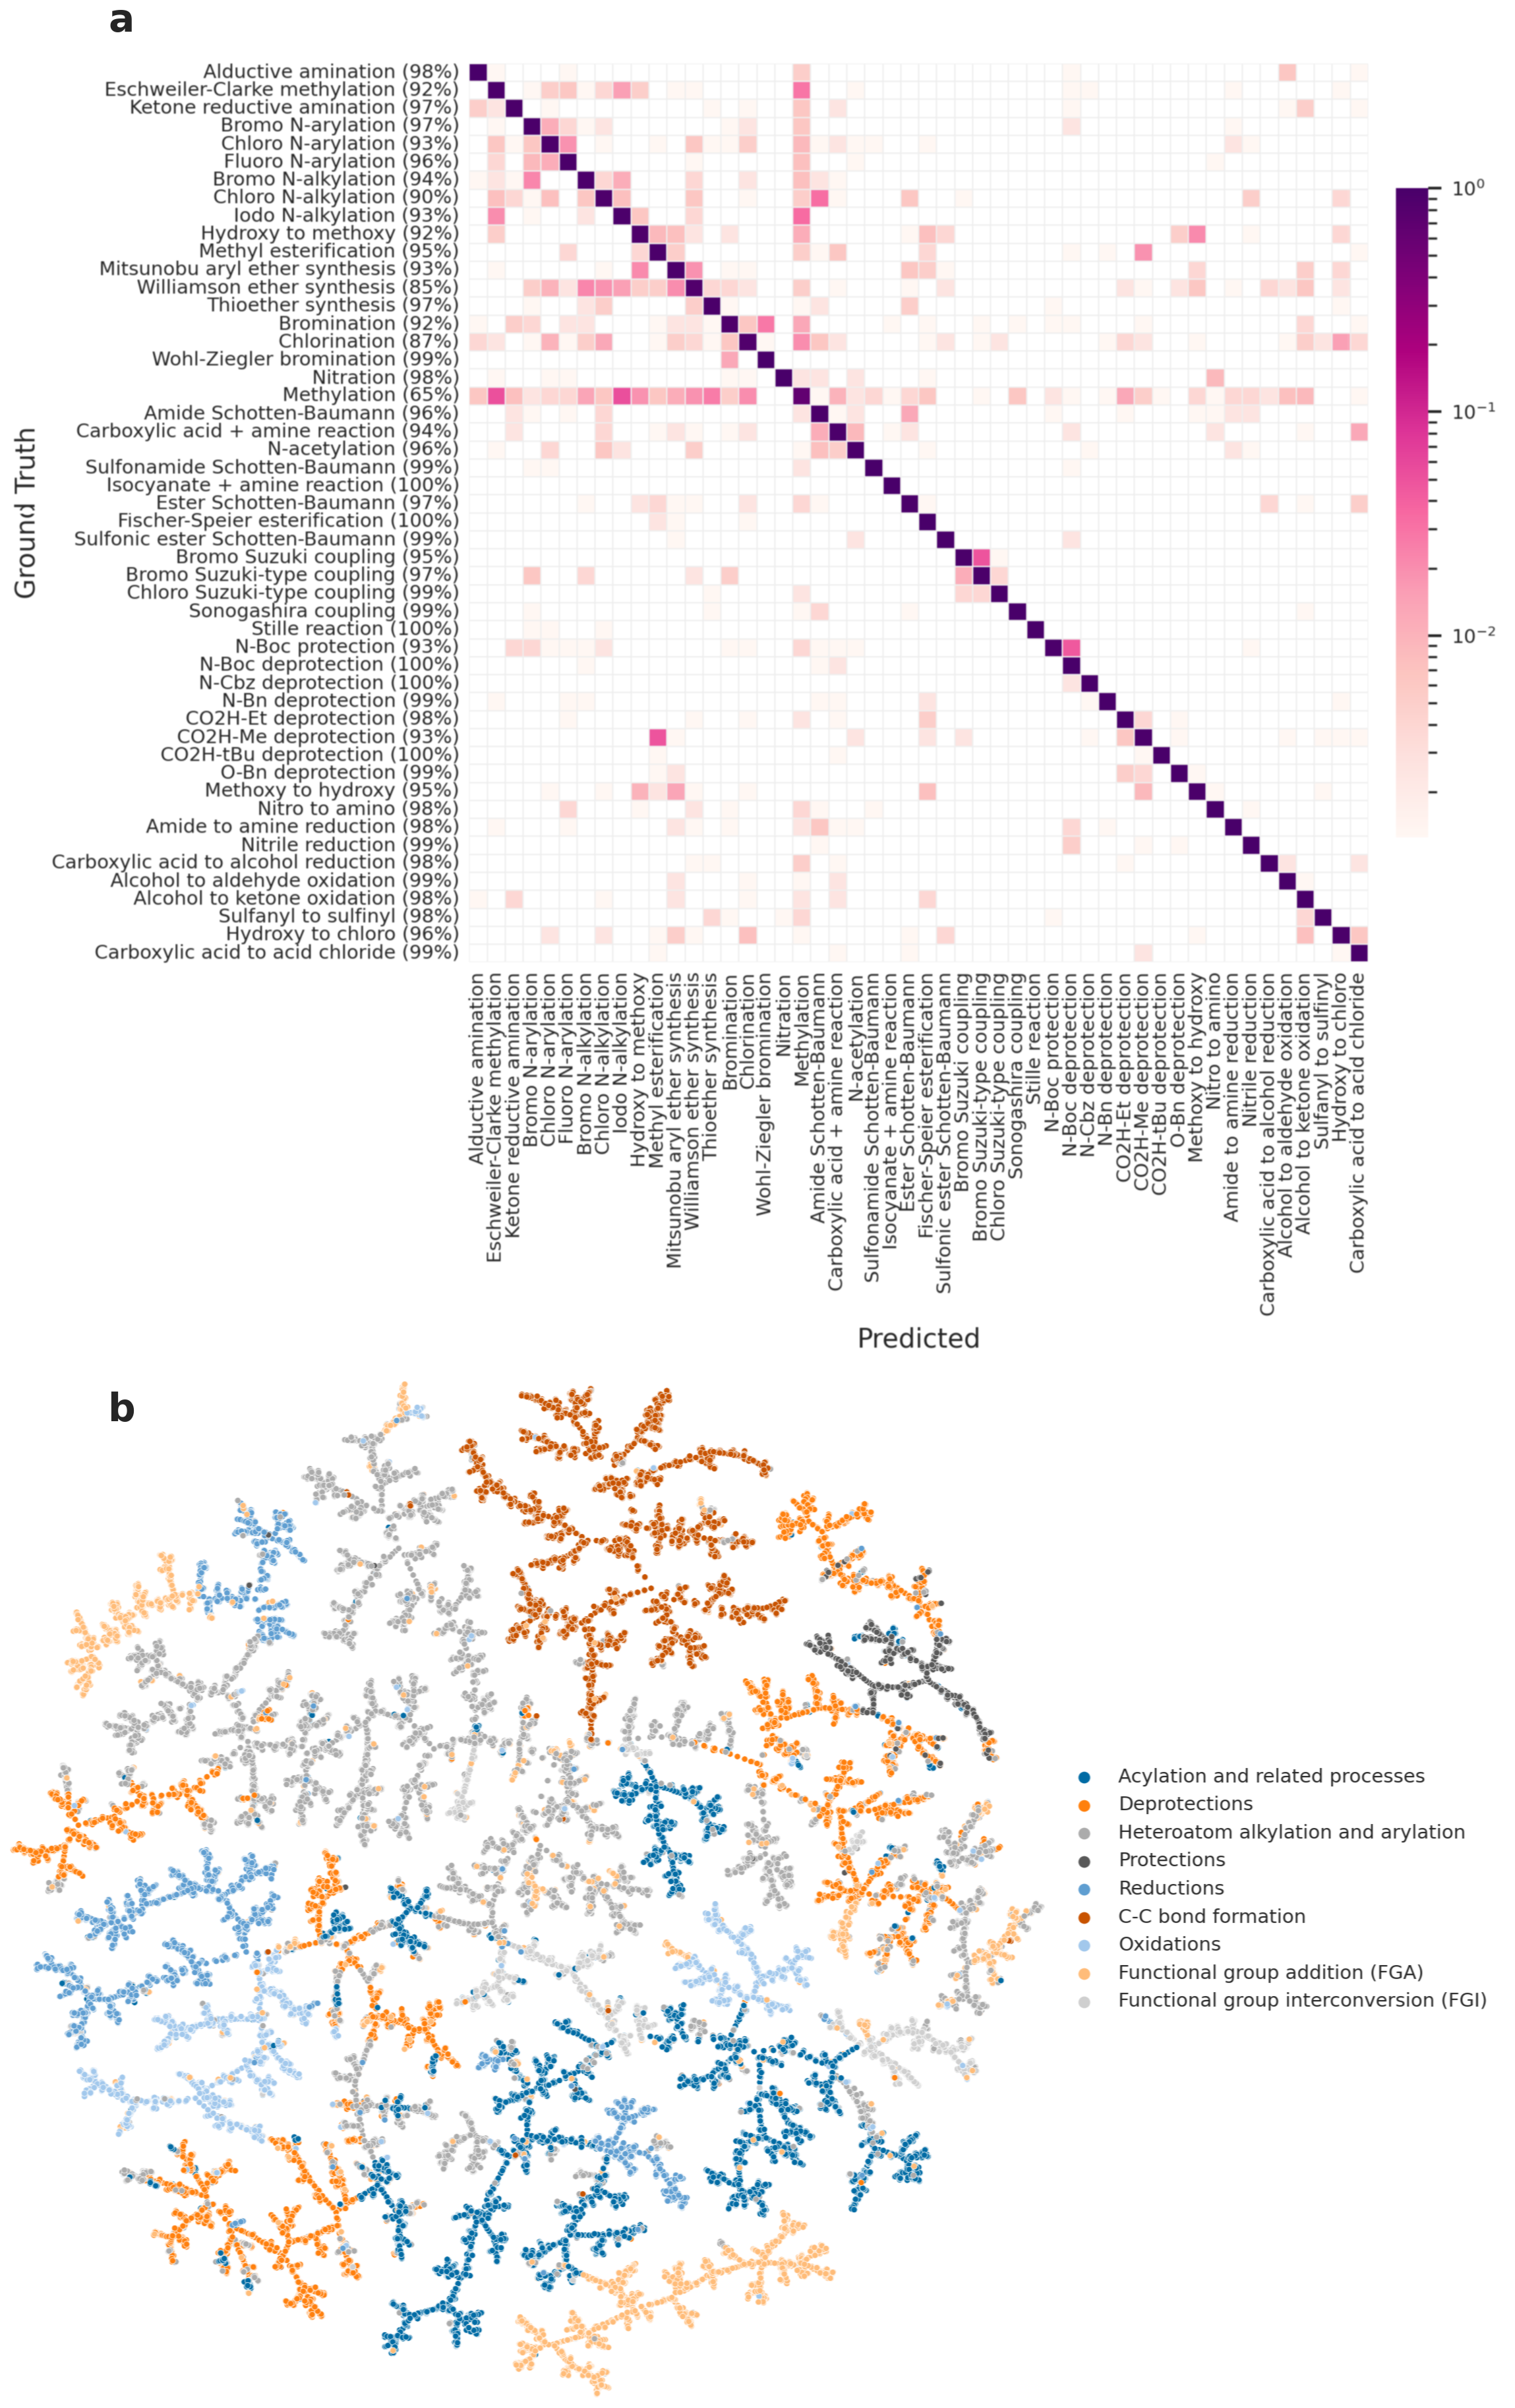 a
Alductive amination (98%)
Eschweiler-Clarke methylation (92%)
Ketone reductive amination (97%)
Bromo N-arylation (97%)
Chloro N-arylation (93%)
Fluoro N-arylation (96%)
Bromo N-alkylation (94%)
Chloro N-alkylation (90%)
Iodo N-alkylation (93%)
Hydroxy to methoxy (92%)
Methyl esterification (95%)
Mitsunobu aryl ether synthesis (93%)
Williamson ether synthesis (85%)
Thioether synthesis (97%)
Bromination (92%)
Chlorination (87%)
Wohl-Ziegler bromination (99%)
Nitration (98%)
Methylation (65%)
Amide Schotten-Baumann (96%)
Carboxylic acid + amine reaction (94%)
N-acetylation (96%)
Sulfonamide Schotten-Baumann (99%)
Isocyanate + amine reaction (100%)
Ester Schotten-Baumann (97%)
Fischer-Speier esterification (100%)
Sulfonic ester Schotten-Baumann (99%)
Bromo Suzuki coupling (95%)
Bromo Suzuki-type coupling (97%)
Chloro Suzuki-type coupling (99%)
Sonogashira coupling (99%)
Stille reaction (100%)
N-Boc protection (93%)
N-Boc deprotection (100%)
N-Cbz deprotection (100%)
N-Bn deprotection (99%)
CO2H-Et deprotection (98%)
CO2H-Me deprotection (93%)
CO2H-tBu deprotection (100%)
O-Bn deprotection (99%)
Methoxy to hydroxy (95%)
Nitro to amino (98%)
Amide to amine reduction (98%)
Nitrile reduction (99%)
Carboxylic acid to alcohol reduction (98%)
Alcohol to aldehyde oxidation (99%)
Alcohol to ketone oxidation (98%)
Sulfanyl to sulfinyl (98%)
Hydroxy to chloro (96%)
Carboxylic acid to acid chloride (99%)
Ground Truth
10⁰
10⁻¹
10⁻²
Alductive amination
Eschweiler-Clarke methylation
Ketone reductive amination
Bromo N-arylation
Chloro N-arylation
Fluoro N-arylation
Bromo N-alkylation
Chloro N-alkylation
Iodo N-alkylation
Hydroxy to methoxy
Methyl esterification
Mitsunobu aryl ether synthesis
Williamson ether synthesis
Thioether synthesis
Bromination
Chlorination
Wohl-Ziegler bromination
Nitration
Methylation
Amide Schotten-Baumann
Carboxylic acid + amine reaction
N-acetylation
Sulfonamide Schotten-Baumann
Isocyanate + amine reaction
Ester Schotten-Baumann
Fischer-Speier esterification
Sulfonic ester Schotten-Baumann
Bromo Suzuki coupling
Bromo Suzuki-type coupling
Chloro Suzuki-type coupling
Sonogashira coupling
Stille reaction
N-Boc protection
N-Boc deprotection
N-Cbz deprotection
N-Bn deprotection
CO2H-Et deprotection
CO2H-Me deprotection
CO2H-tBu deprotection
O-Bn deprotection
Methoxy to hydroxy
Nitro to amino
Amide to amine reduction
Nitrile reduction
Carboxylic acid to alcohol reduction
Alcohol to aldehyde oxidation
Alcohol to ketone oxidation
Sulfanyl to sulfinyl
Hydroxy to chloro
Carboxylic acid to acid chloride
Predicted
b
Acylation and related processes
Deprotections
Heteroatom alkylation and arylation
Protections
Reductions
C-C bond formation
Oxidations
Functional group addition (FGA)
Functional group interconversion (FGI)